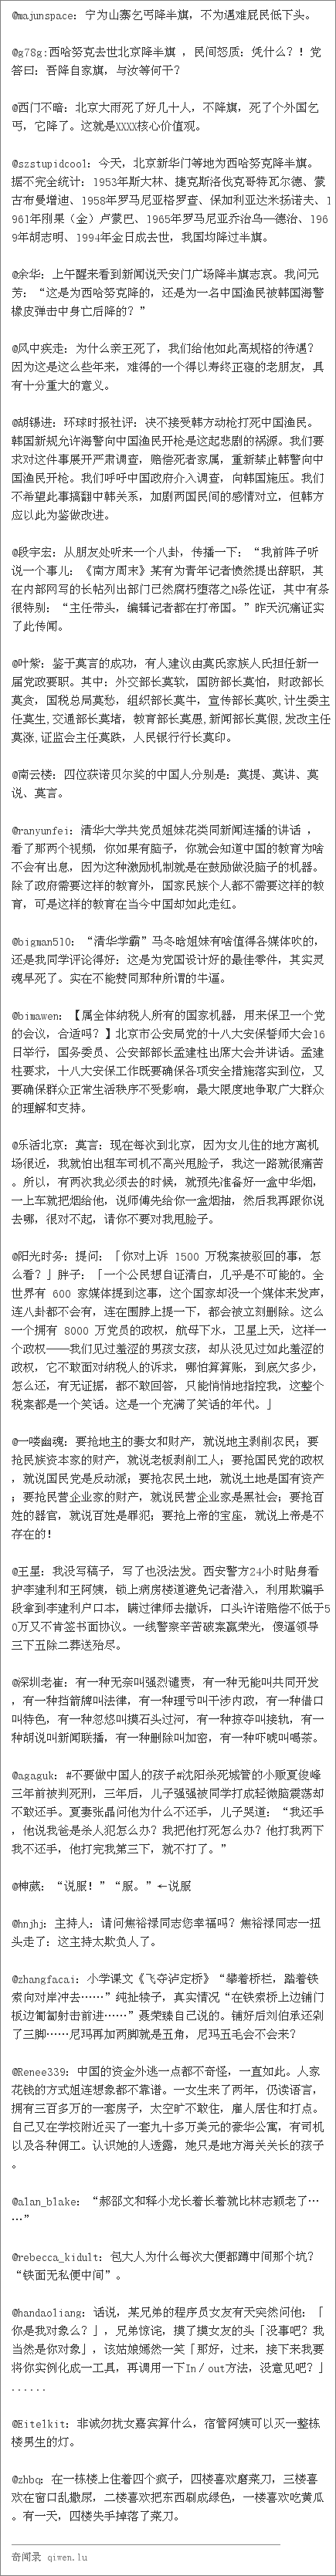 @majunspace: 宁为山寨乞丐降半旗，不为遇难屁民低下头。
@g78g:西哈努克去世北京降半旗 ，民间怒质：凭什么？！党
答曰：吾降自家旗，与汝等何干?
@西门不暗：北京大雨死了好几十人，不降旗，死了个外国乞
丐，它降了。这就是XXXX核心价值观。
@szstupidcool：今天，北京新华门等地为西哈努克降半旗。
据不完全统计：1953年斯大林、捷克斯洛伐克哥特瓦尔德、蒙
古布曼增迪、1958年罗马尼亚格罗查、保加利亚达米扬诺夫、1
961年刚果（金）卢蒙巴、1965年罗马尼亚乔治乌—德治、196
9年胡志明、1994年金日成去世，我国均降过半旗。
@余华：上午醒来看到新闻说天安门广场降半旗志哀。我问元
芳：“这是为西哈努克降的，还是为一名中国渔民被韩国海警
橡皮弹击中身亡后降的？”
@风中疾走：为什么亲王死了，我们给他如此高规格的待遇？
因为这是这么些年来，难得的一个得以寿终正寝的老朋友，具
有十分重大的意义。
@胡锡进：环球时报社评：决不接受韩方动枪打死中国渔民。
韩国新规允许海警向中国渔民开枪是这起悲剧的祸源。我们要
求对这件事展开严肃调查，赔偿死者家属，重新禁止韩警向中
国渔民开枪。我们呼吁中国政府介入调查，向韩国施压。我们
不希望此事搞翻中韩关系，加剧两国民间的感情对立，但韩方
应以此为鉴做改进。
@段宇宏：从朋友处听来一个八卦，传播一下：“我前阵子听
说一个事儿：《南方周末》某有为青年记者愤然提出辞职，其
在内部网写的长帖列出部门已然腐朽堕落之N条佐证，其中有条
很特别：“主任带头，编辑记者都在打帝国。”昨天沉痛证实
了此传闻。
@叶紫：鉴于莫言的成功，有人建议由莫氏家族人氏担任新一
届党政要职。其中：外交部长莫软，国防部长莫怕，财政部长
莫贪，国税总局莫愁，组织部长莫牛，宣传部长莫吹,计生委主
任莫生,交通部长莫堵，教育部长莫愚,新闻部长莫假,发改主任
莫涨,证监会主任莫跌，人民银行行长莫印。
@南云楼：四位获诺贝尔奖的中国人分别是：莫提、莫讲、莫
说、莫言。
@ranyunfei：清华大学共党员姐妹花类同新闻连播的讲话 ，
看了那两个视频，你如果有脑子，你就会知道中国的教育为啥
不会有出息，因为这种激励机制就是在鼓励做没脑子的机器。
除了政府需要这样的教育外，国家民族个人都不需要这样的教
育，可是这样的教育在当今中国却如此走红。
@bigman510：“清华学霸”马冬晗姐妹有啥值得各媒体吹的，
还是我同学评论得好：这是为党国设计好的最佳零件，其实灵
魂早死了。实在不能赞同那种所谓的牛逼。
@bimawen：【属全体纳税人所有的国家机器，用来保卫一个党
的会议，合适吗？】北京市公安局党的十八大安保誓师大会16
日举行，国务委员、公安部部长孟建柱出席大会并讲话。孟建
柱要求，十八大安保工作既要确保各项安全措施落实到位，又
要确保群众正常生活秩序不受影响，最大限度地争取广大群众
的理解和支持。
@乐活北京：莫言：现在每次到北京，因为女儿住的地方离机
场很近，我就怕出租车司机不高兴甩脸子，我这一路就很痛苦
。所以，有两次我必须去的时候，就预先准备好一盒中华烟，
一上车就把烟给他，说师傅先给你一盒烟抽，然后我再跟你说
去哪，很对不起，请你不要对我甩脸子。
@阳光时务：提问：「你对上诉 1500 万税案被驳回的事，怎
么看？」胖子：「一个公民想自证清白，几乎是不可能的。全
世界有 600 家媒体提到这事，这个国家却没一个媒体来发声，
连八卦都不会有，连在围脖上提一下，都会被立刻删除。这么
一个拥有 8000 万党员的政权，航母下水，卫星上天，这样一
个政权——我们见过羞涩的男孩女孩，却从没见过如此羞涩的
政权，它不敢面对纳税人的诉求，哪怕算算账，到底欠多少，
怎么还，有无证据，都不敢回答，只能悄悄地指控我，这整个
税案都是一个笑话。这是一个充满了笑话的年代。」
@一喽幽魂：要抢地主的妻女和财产，就说地主剥削农民；要
抢民族资本家的财产，就说老板剥削工人；要抢国民党的政权
，就说国民党是反动派；要抢农民土地，就说土地是国有资产
；要抢民营企业家的财产，就说民营企业家是黑社会；要抢百
姓的器官，就说百姓是罪犯；要抢上帝的宝座，就说上帝是不
存在的！
@王星：我没写稿子，写了也没法发。西安警方24小时贴身看
护李建利和王阿姨，锁上病房楼道避免记者潜入，利用欺骗手
段拿到李建利户口本，瞒过律师去撤诉，口头许诺赔偿不低于5
0万又不肯签书面协议。一线警察辛苦破案赢荣光，傻逼领导
三下五除二葬送殆尽。
@深圳老崔：有一种无奈叫强烈谴责，有一种无能叫共同开发
，有一种挡箭牌叫法律，有一种理亏叫干涉内政，有一种借口
叫特色，有一种忽悠叫摸石头过河，有一种掠夺叫接轨，有一
种胡说叫新闻联播，有一种删除叫加密，有一种吓唬叫喝茶。
@agaguk：#不要做中国人的孩子#沈阳杀死城管的小贩夏俊峰
三年前被判死刑，三年后，儿子强强被同学打成轻微脑震荡却
不敢还手。夏妻张晶问他为什么不还手，儿子哭道：“我还手
，他说我爸是杀人犯怎么办？我把他打死怎么办？他打我两下
我不还手，他打完我第三下，就不打了。”
@柛葳：“说服！”“服。”←说服
@hnjhj：主持人：请问焦裕禄同志您幸福吗？焦裕禄同志一扭
头走了：这主持太欺负人了。
@zhangfacai：小学课文《飞夺泸定桥》“攀着桥栏，踏着铁
索向对岸冲去……”纯扯犊子，真实情况“在铁索桥上边铺门
板边匍匐射击前进……”聂荣臻自己说的。铺好后刘伯承还剁
了三脚……尼玛再加两脚就是五角，尼玛五毛会不会来？
@Renee339：中国的资金外逃一点都不奇怪，一直如此。人家
花钱的方式姐连想象都不靠谱。一女生来了两年，仍读语言，
拥有三百多万的一套房子，太空旷不敢住，雇人居住和打点。
自己又在学校附近买了一套九十多万美元的豪华公寓，有司机
以及各种佣工。认识她的人透露，她只是地方海关关长的孩子
。
@alan_blake：“郝邵文和释小龙长着长着就比林志颖老了…
…”
@rebecca_kidult：包大人为什么每次大便都蹲中间那个坑？
“铁面无私便中间”。
@handaoliang：话说，某兄弟的程序员女友有天突然问他：「
你是我对象么？」，兄弟惊诧，摸了摸女友的头「没事吧？我
当然是你对象」，该姑娘嫣然一笑「那好，过来，接下来我要
将你实例化成一工具，再调用一下In／out方法，没意见吧？」
......
@Eitelkit：非诚勿扰女嘉宾算什么，宿管阿姨可以灭一整栋
楼男生的灯。
@zhbq：在一栋楼上住着四个疯子，四楼喜欢磨菜刀，三楼喜
欢在窗口乱撒尿，二楼喜欢把东西刷成绿色，一楼喜欢吃黄瓜
。有一天，四楼失手掉落了菜刀。
奇闻录 qiwen.lu